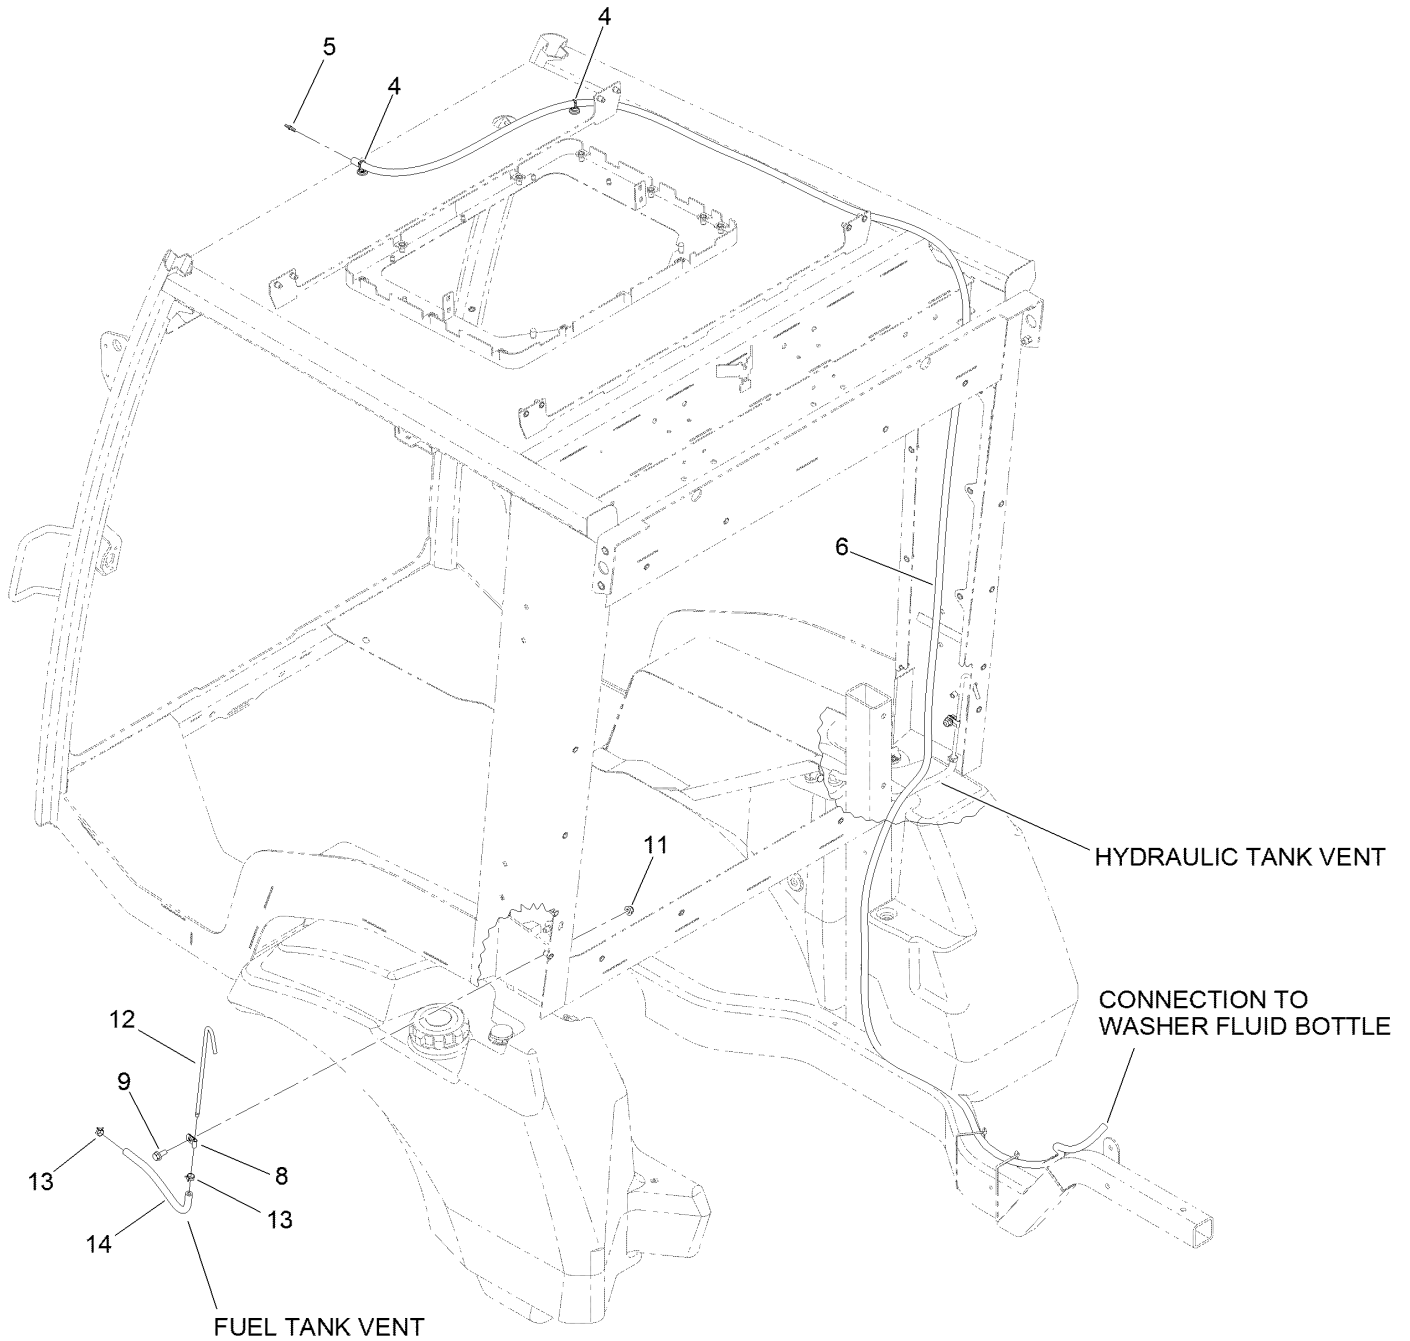 4
5
4
6
11
HYDRAULIC TANK VENT
CONNECTION TO
WASHER FLUID BOTTLE
12
9
13
8
13
14
FUEL TANK VENT